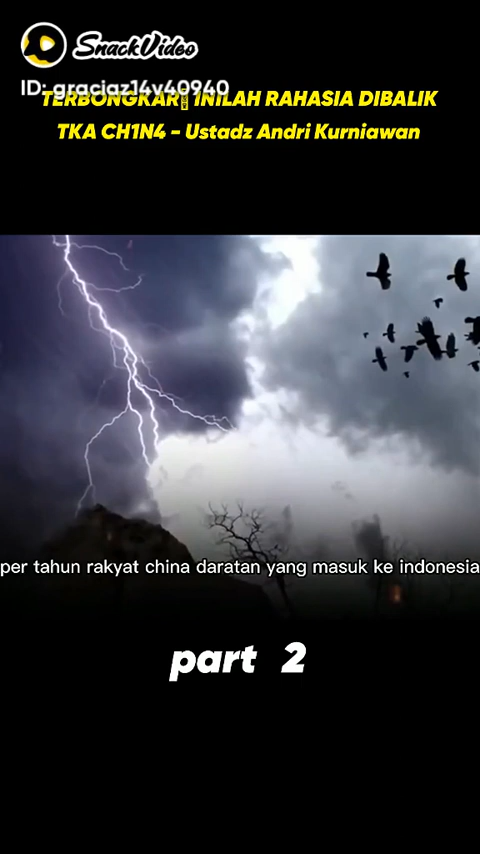 SnackVideo
ID: graciaz14v40940
TERBONGKAR INILAH RAHASIA DIBALIK
TKA CH1N4 - Ustadz Andri Kurniawan
per tahun rakyat china daratan yang masuk ke indonesia
part 2